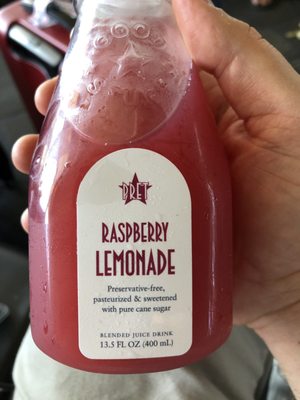 PRET
RASPBERRY
LEMONADE
Preservative-free,
pasteurized & sweetened
with pure cane sugar
BLENDED JUICE DRINK
13.5 FL OZ (400 mL)